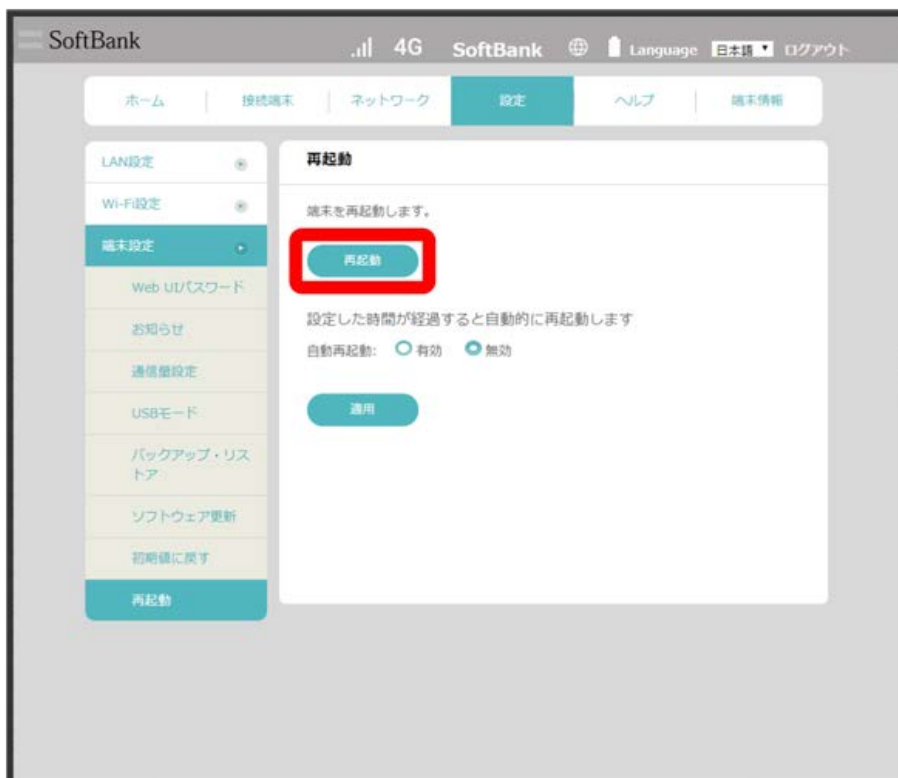 SoftBank
4G SoftBank Language 日本語 ログアウト
ホーム 接続端末 ネットワーク 設定 ヘルプ 端末情報
LAN設定
Wi-Fi設定
端末設定
Web UIパスワード
お知らせ
通信量設定
USBモード
バックアップ・リス
トア
ソフトウェア更新
初期値に戻す
再起動
再起動
端末を再起動します。
再起動
設定した時間が経過すると自動的に再起動します
自動再起動: 有効 無効
適用